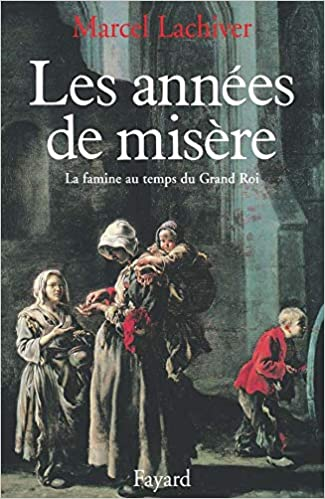 Marcel Lachiver
Les années
de misère
La famine au temps du Grand Roi
Fayard